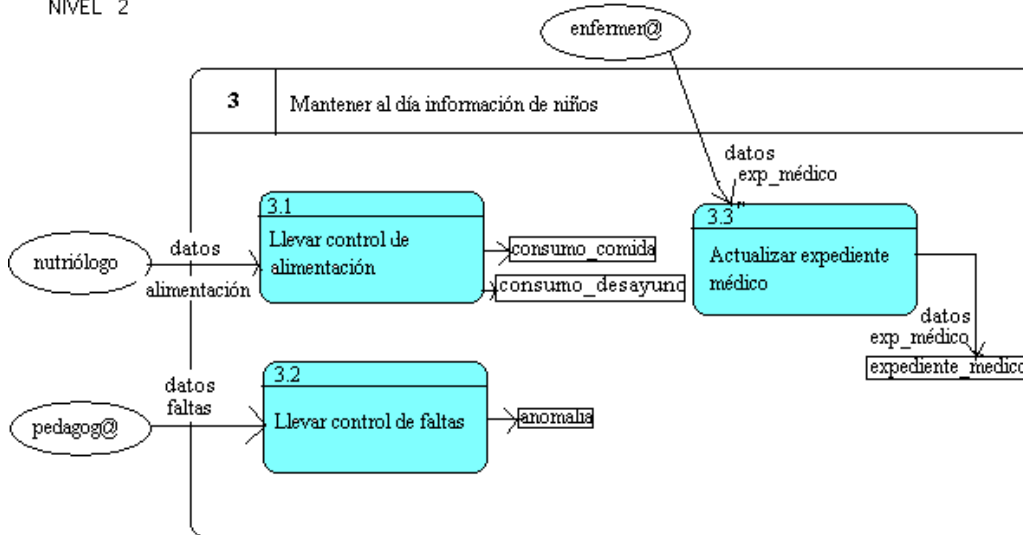 NIVEL 2
enfermer@
3
Mantener al día información de niños
datos
exp_médico
3.1
Llevar control de
alimentación
3.3
Actualizar expediente
médico
nutriólogo
datos
alimentación
consumo_comida
consumo_desayuno
datos
exp_médico
expediente_medico
3.2
Llevar control de faltas
datos
faltas
pedagog@
anomalia